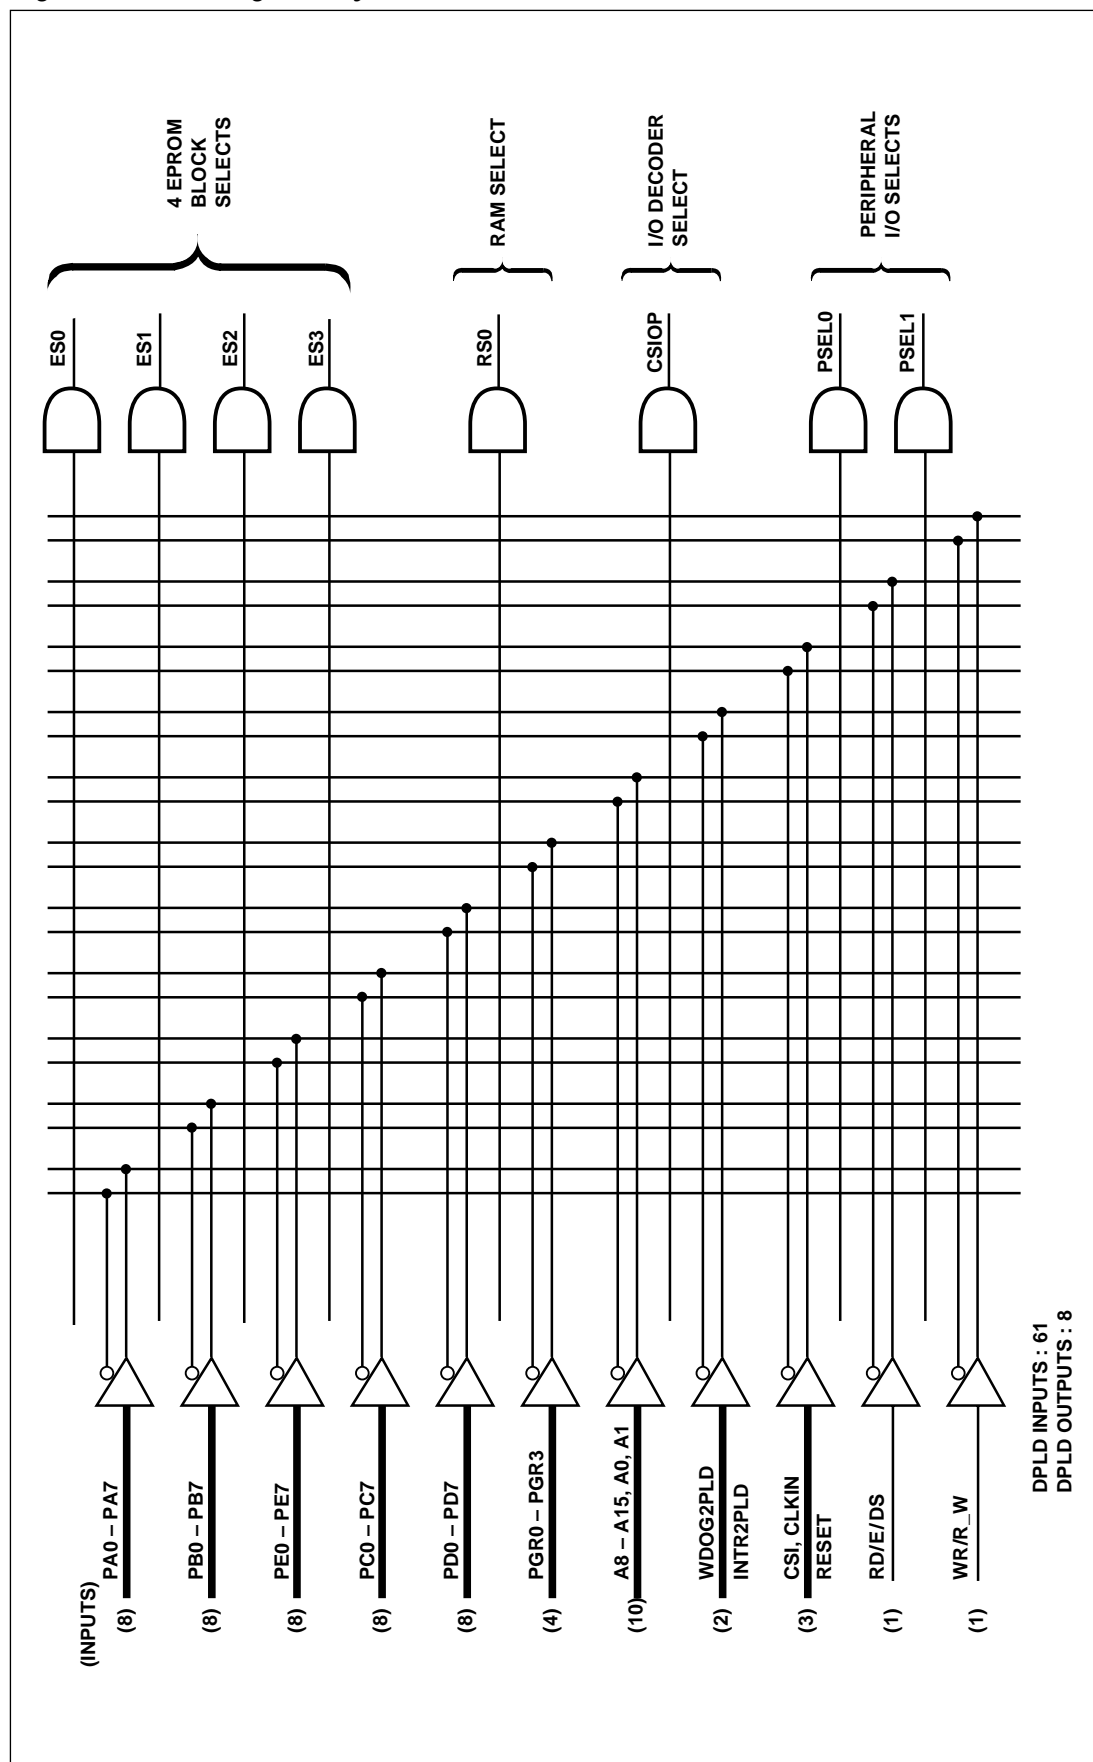 (INPUTS)
(8)
PA0 – PA7
(8)
PB0 – PB7
(8)
PE0 – PE7
(8)
PC0 – PC7
(8)
PD0 – PD7
(4)
PGR0 – PGR3
(10)
A8 – A15, A0, A1
(2)
WDOG2PLD
INTR2PLD
(3)
CSI, CLKIN
RESET
(1)
RD/E/DS
(1)
WR/R_W
ES0
ES1
ES2
ES3
4 EPROM
BLOCK
SELECTS
RS0
RAM SELECT
CSIOP
I/O DECODER
SELECT
PSEL0
PSEL1
PERIPHERAL
I/O SELECTS
DPLD INPUTS : 61
DPLD OUTPUTS : 8